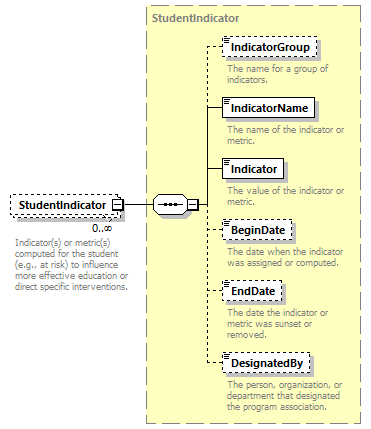 StudentIndicator
IndicatorGroup
The name for a group of
indicators.
IndicatorName
The name of the indicator or
metric.
Indicator
The value of the indicator or
metric.
StudentIndicator
0..∞
Indicator(s) or metric(s)
computed for the student
(e.g., at risk) to influence
more effective education or
direct specific interventions.
BeginDate
The date when the indicator
was assigned or computed.
EndDate
The date the indicator or
metric was sunset or
removed.
DesignatedBy
The person, organization, or
department that designated
the program association.